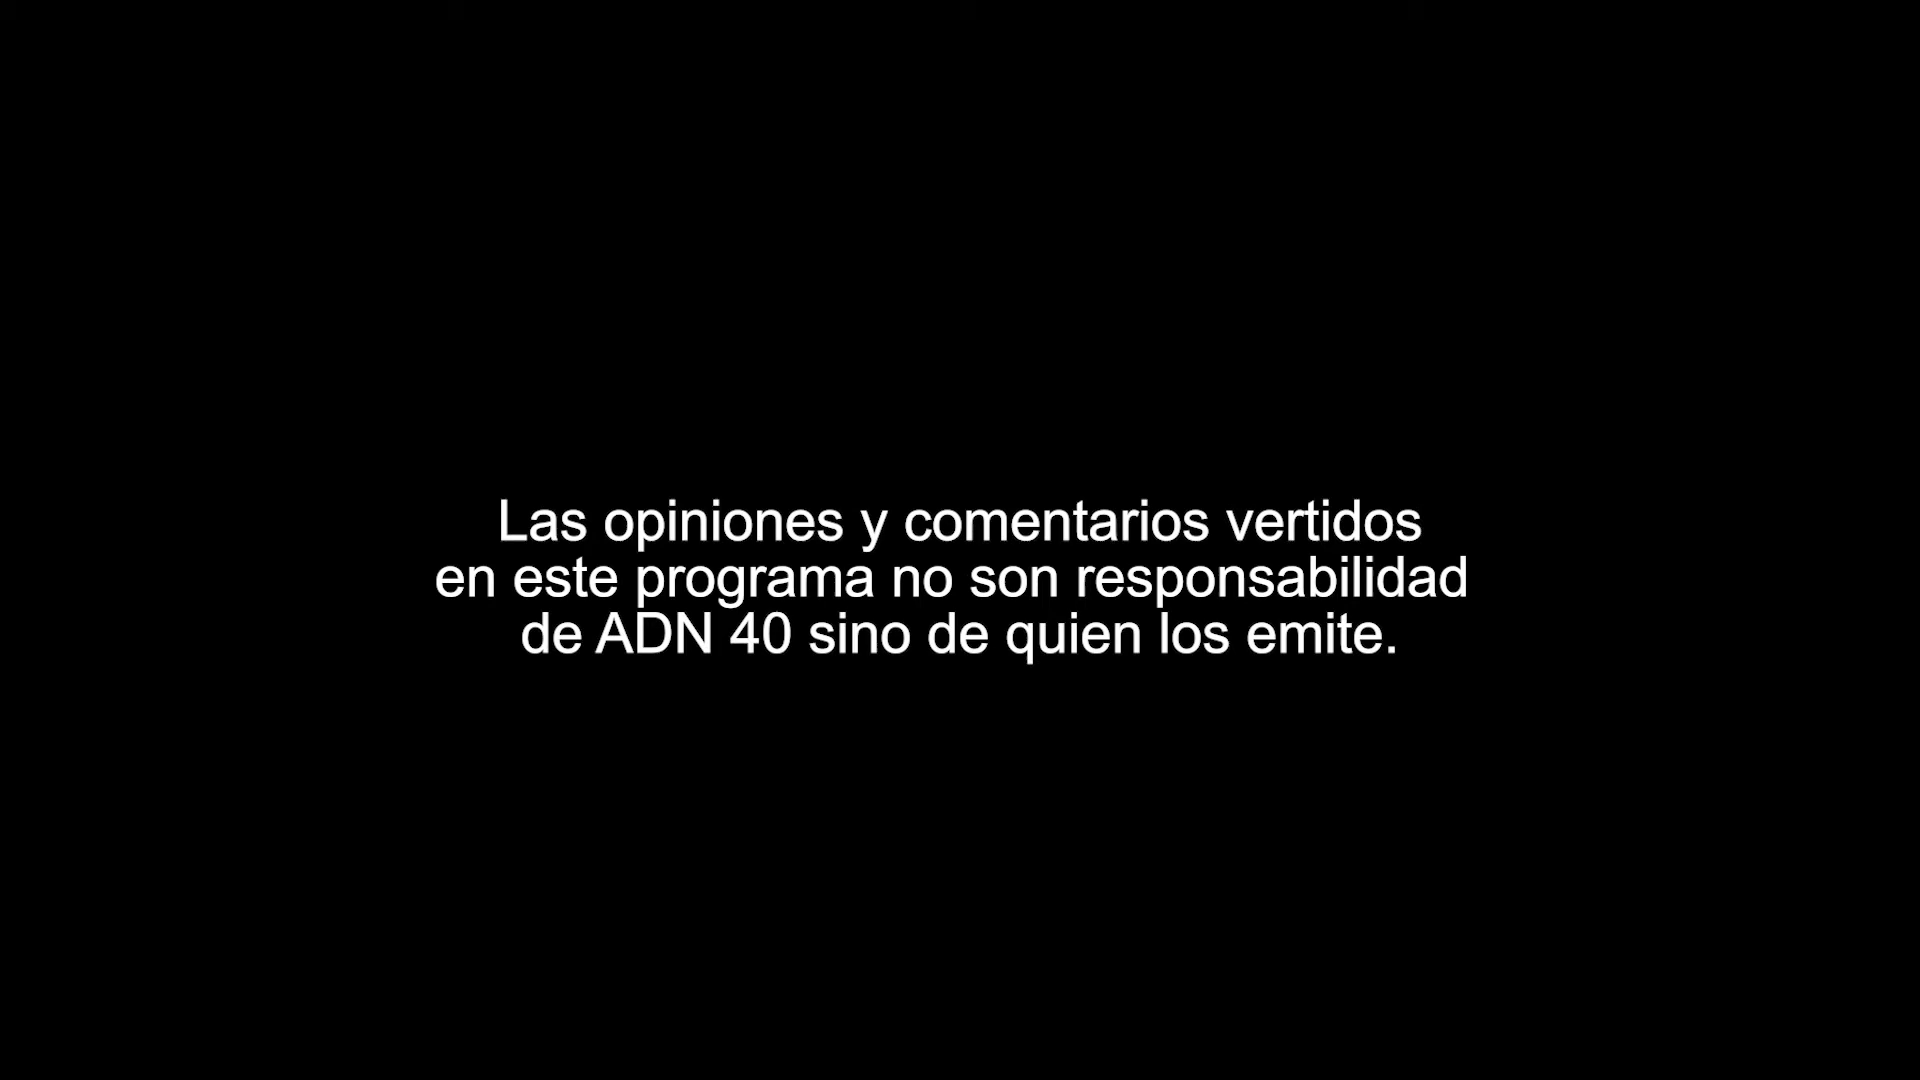 Las opiniones y comentarios vertidos
en este programa no son responsabilidad
de ADN 40 sino de quien los emite.